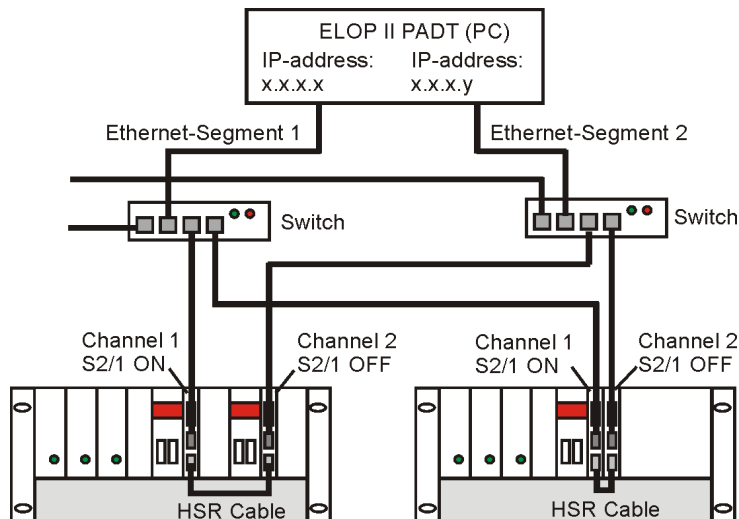 ELOP II PADT (PC)
IP-address: IP-address:
x.x.x.x x.x.x.y
Ethernet-Segment 1 Ethernet-Segment 2
Switch Switch
Channel 1 Channel 2 Channel 1 Channel 2
S2/1 ON S2/1 OFF S2/1 ON S2/1 OFF
HSR Cable HSR Cable